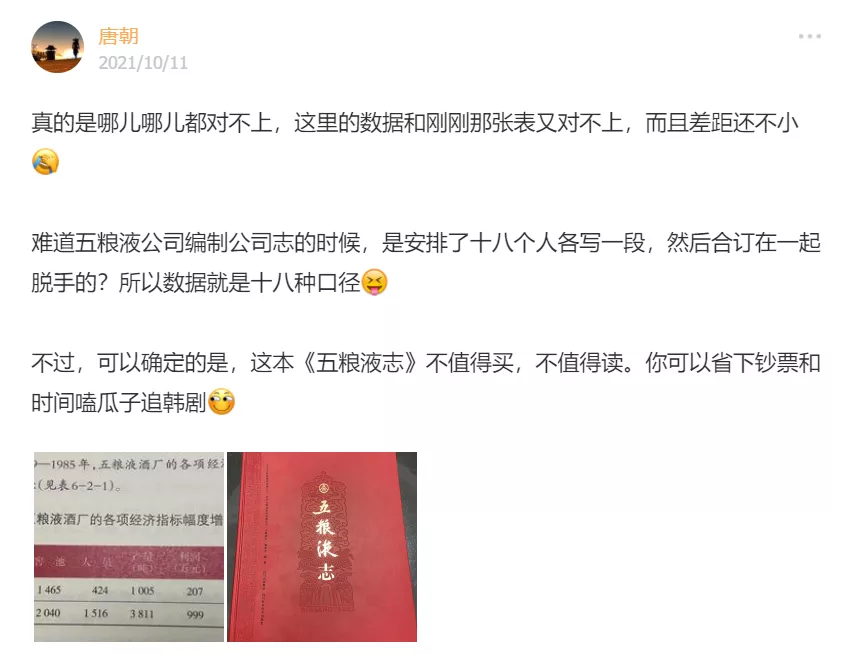 唐朝
2021/10/11
真的是哪儿哪儿都对不上，这里的数据和刚刚那张表又对不上，而且差距还不小
难道五粮液公司编制公司志的时候，是安排了十八个人各写一段，然后合订在一起
脱手的？所以数据就是十八种口径
不过，可以确定的是，这本《五粮液志》不值得买，不值得读。你可以省下钞票和
时间嗑瓜子追韩剧
—1985年，五粮液酒厂的各项经
(见表6-2-1)。
粮液酒厂的各项经济指标幅度增
窖 池 人 员 产量(吨) 利润(万元)
1 465 424 1 005 207
2 040 1 516 3 811 999
五粮液志